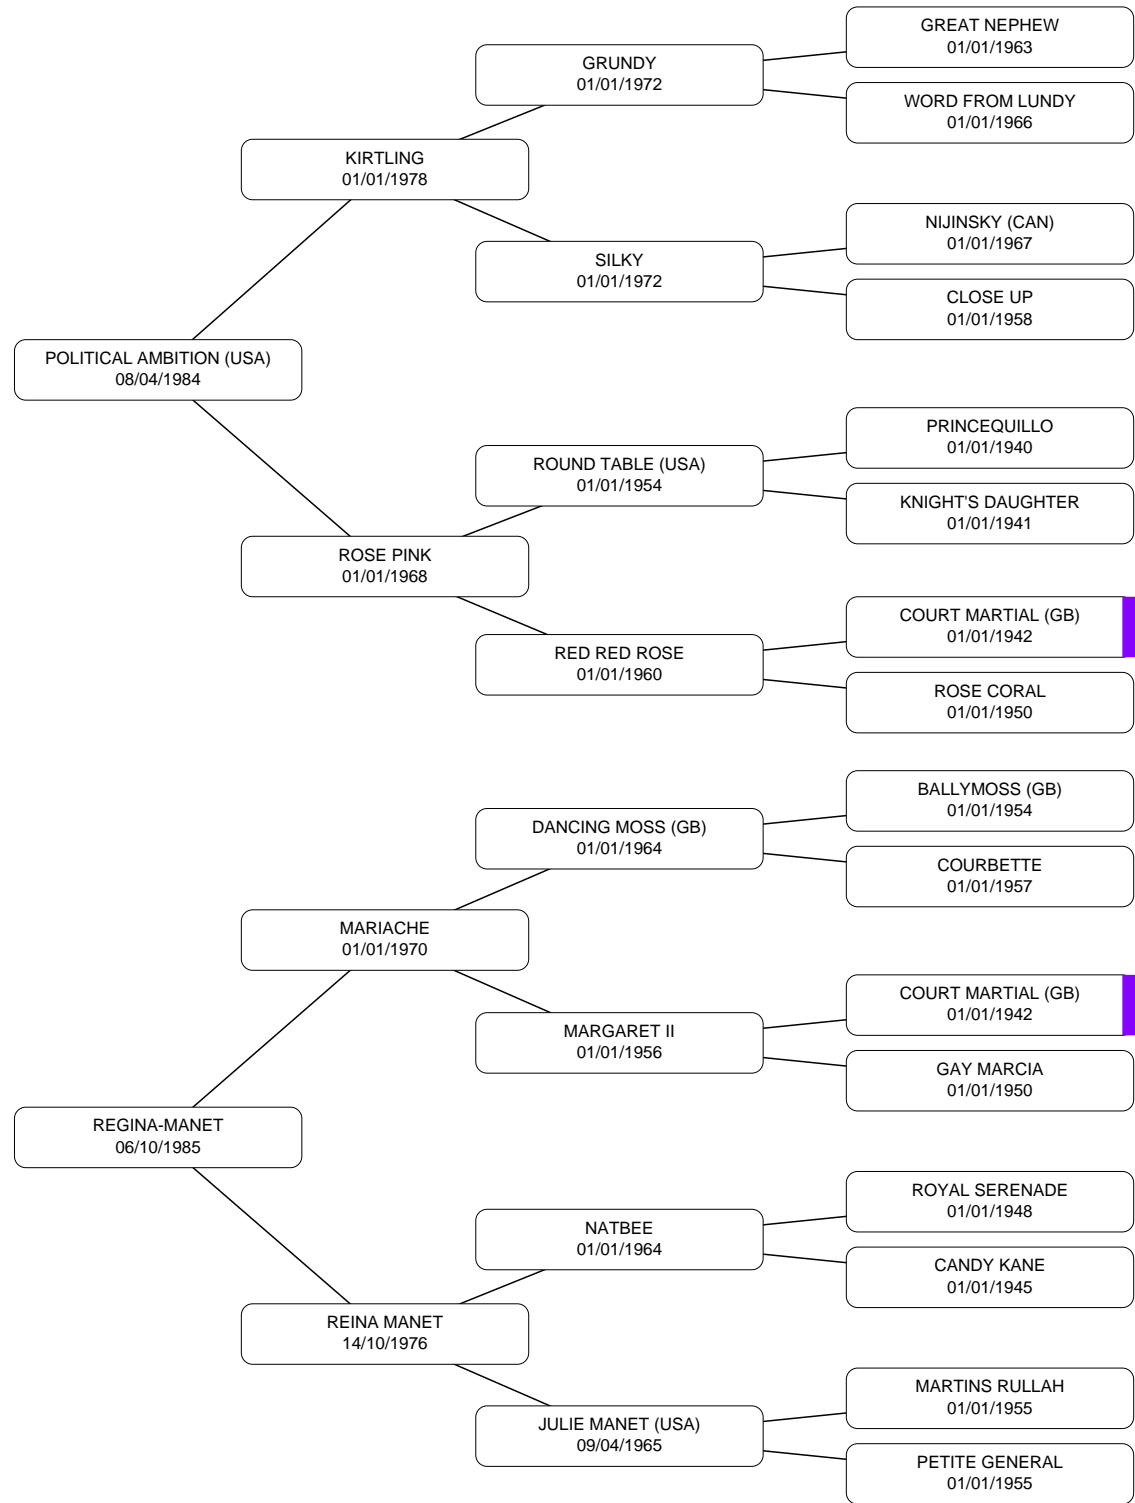 GREAT NEPHEW
01/01/1963
GRUNDY
01/01/1972
WORD FROM LUNDY
01/01/1966
KIRTLING
01/01/1978
NIJINSKY (CAN)
01/01/1967
SILKY
01/01/1972
CLOSE UP
01/01/1958
POLITICAL AMBITION (USA)
08/04/1984
PRINCEQUILLO
01/01/1940
ROUND TABLE (USA)
01/01/1954
KNIGHT'S DAUGHTER
01/01/1941
ROSE PINK
01/01/1968
COURT MARTIAL (GB)
01/01/1942
RED RED ROSE
01/01/1960
ROSE CORAL
01/01/1950
BALLYMOSS (GB)
01/01/1954
DANCING MOSS (GB)
01/01/1964
COURBETTE
01/01/1957
MARIACHE
01/01/1970
COURT MARTIAL (GB)
01/01/1942
MARGARET II
01/01/1956
GAY MARCIA
01/01/1950
REGINA-MANET
06/10/1985
ROYAL SERENADE
01/01/1948
NATBEE
01/01/1964
CANDY KANE
01/01/1945
REINA MANET
14/10/1976
MARTINS RULLAH
01/01/1955
JULIE MANET (USA)
09/04/1965
PETITE GENERAL
01/01/1955